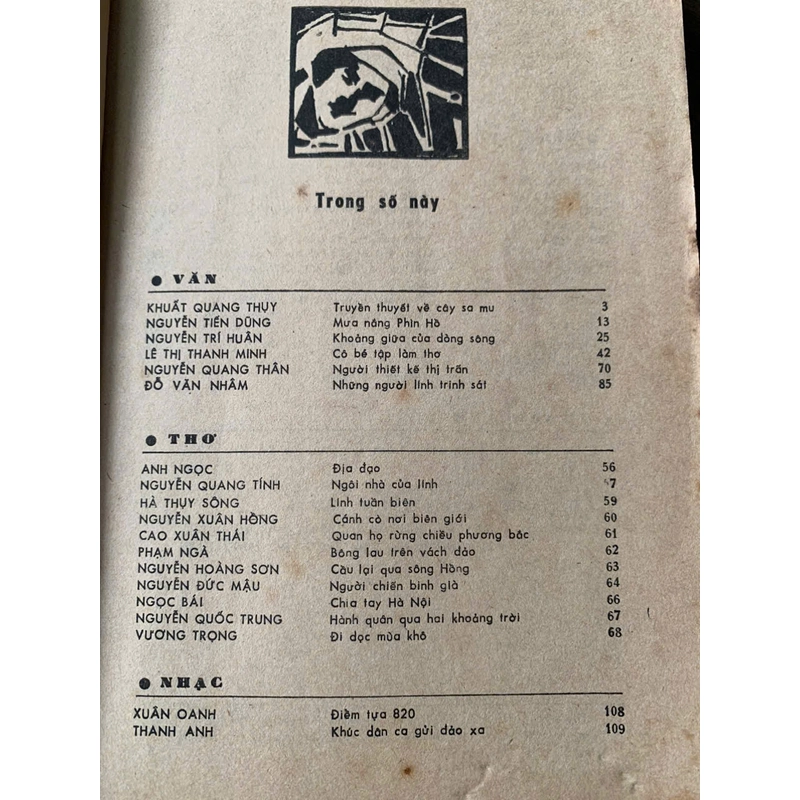 Trong số này
● VĂN
KHUẤT QUANG THỤY Truyền thuyết về cây sa mu 3
NGUYỄN TIẾN DŨNG Mưa nắng Phìn Hồ 13
NGUYỄN TRÍ HUÂN Khoảng giữa của dòng sông 25
LÊ THỊ THANH MINH Cô bé tập làm thơ 42
NGUYỄN QUANG THÂN Người thiết kế thị trấn 70
ĐỖ VĂN NHÂM Những người lính trinh sát 85
● THƠ
ANH NGỌC Địa đạo 56
NGUYỄN QUANG TÍNH Ngôi nhà của lính 7
HÀ THỤY SÔNG Lính tuần biên 59
NGUYỄN XUÂN HỒNG Cánh cò nơi biên giới 60
CAO XUÂN THÁI Quan họ rừng chiều phương bắc 61
PHẠM NGÀ Bông lau trên vách đảo 62
NGUYỄN HOÀNG SƠN Cầu lại qua sông Hồng 63
NGUYỄN ĐỨC MẬU Người chiến binh già 64
NGỌC BÁI Chia tay Hà Nội 66
NGUYỄN QUỐC TRUNG Hành quân qua hai khoảng trời 67
VƯƠNG TRỌNG Đi dọc mùa khô 68
● NHẠC
XUÂN OANH Điểm tựa 820 108
THANH ANH Khúc dân ca gửi đảo xa 109